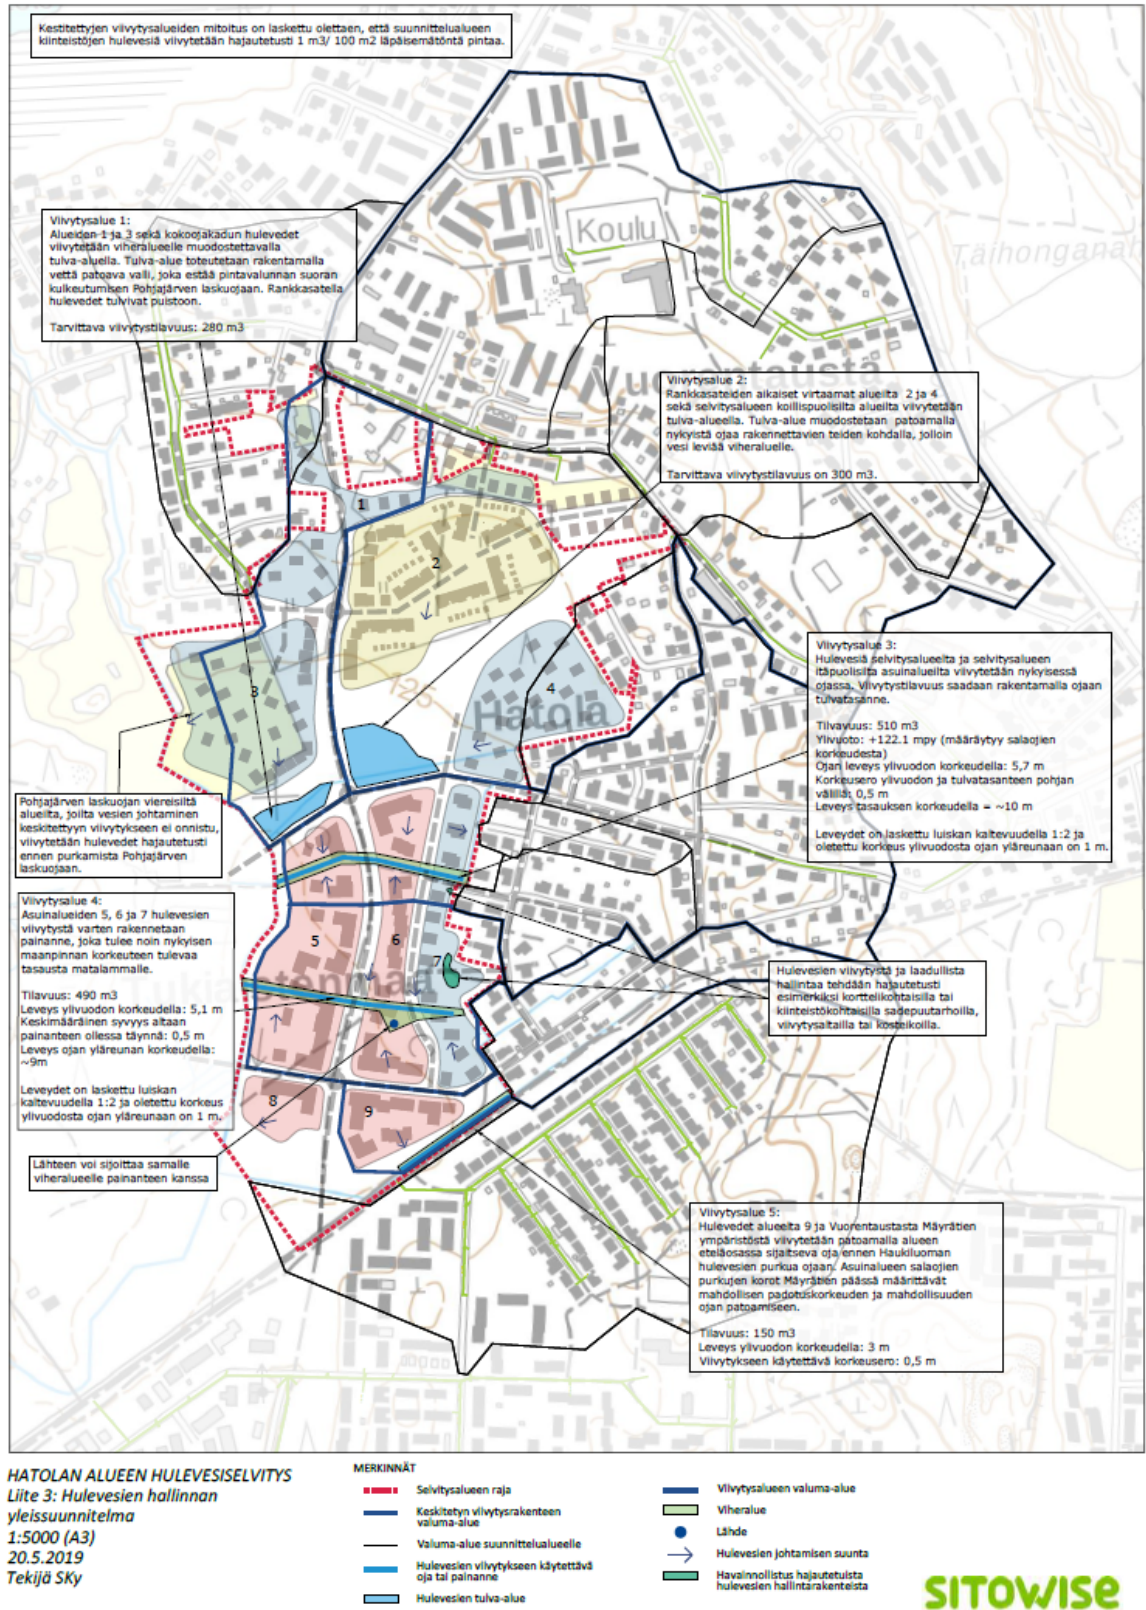 Kestitettyjen viivytysalueiden mitoitus on laskettu olettaen, että suunnittelualueen
kiinteistöjen hulevesiä viivytetään hajautetusti 1 m3/ 100 m2 läpäisemätöntä pintaa.
Koulu
Taihonganah
Viivytysalue 1:
Alueiden 1 ja 3 sekä kokoojakadun hulevedet
viivytetään viheralueelle muodostettavalla
tulva-aluella. Tulva-alue toteutetaan rakentamalla
vettä patoava valli, joka estää pintavalunnan suoran
kulkeutumisen Pohjajärven laskuojaan. Rankkasatella
hulevedet tulvivat puistoon.
Tarvittava viivytystilavuus: 280 m3
Vuorentausta
Viivytysalue 2:
Rankkasateiden aikaiset virtaamat alueilta 2 ja 4
sekä selvitysalueen koillispuolisilta alueilta viivytetään
tulva-alueella. Tulva-alue muodostetaan patoamalla
nykyistä ojaa rakennettavien teiden kohdalla, jolloin
vesi leviää viheraluelle.
Tarvittava viivytystilavuus on 300 m3.
1
2
3
4
125
Hatola
Viivytysalue 3:
Hulevesiä selvitysalueelta ja selvitysalueen
itäpuolisilta asuinalueilta viivytetään nykyisessä
ojassa. Viivytystilavuus saadaan rakentamalla ojaan
tulvatasanne.
Tilvavuus: 510 m3
Ylivuoto: +122.1 mpy (määräytyy salaojien
korkeudesta)
Ojan leveys ylivuodon korkeudella: 5,7 m
Korkeusero ylivuodon ja tulvatasanteen pohjan
välillä: 0,5 m
Leveys tasauksen korkeudella = ~10 m
Leveydet on laskettu luiskan kaltevuudella 1:2 ja
oletettu korkeus ylivuodosta ojan yläreunaan on 1 m.
Pohjajärven laskuojan viereisiltä
alueilta, joilta vesien johtaminen
keskitettyyn viivytykseen ei onnistu,
viivytetään hulevedet hajautetusti
ennen purkamista Pohjajärven
laskuojaan.
Viivytysalue 4:
Asuinalueiden 5, 6 ja 7 hulevesien
viivytystä varten rakennetaan
painanne, joka tulee noin nykyisen
maanpinnan korkeuteen tulevaa
tasausta matalammalle.
Tilavuus: 490 m3
Leveys ylivuodon korkeudella: 5,1 m
Keskimääräinen syvyys altaan
painanteen ollessa täynnä: 0,5 m
Leveys ojan yläreunan korkeudella:
~9m
Leveydet on laskettu luiskan
kaltevuudella 1:2 ja oletettu korkeus
ylivuodosta ojan yläreunaan on 1 m.
5
6
7
8
9
Hulevesien viivytystä ja laadullista
hallintaa tehdään hajautetusti
esimerkiksi korttelikohtaisilla tai
kiinteistökohtaisilla sadepuutarhoilla,
viivytysaltailla tai kosteikoilla.
Lähteen voi sijoittaa samalle
viheralueelle painanteen kanssa
Viivytysalue 5:
Hulevedet alueelta 9 ja Vuorentaustasta Mäyrätien
ympäristöstä viivytetään patoamalla alueen
eteläosassa sijaitseva oja ennen Haukiluoman
hulevesien purkua ojaan. Asuinalueen salaojien
purkujen korot Mäyrätien päässä määrittävät
mahdollisen padotuskorkeuden ja mahdollisuuden
ojan patoamiseen.
Tilavuus: 150 m3
Leveys ylivuodon korkeudella: 3 m
Viivytykseen käytettävä korkeusero: 0,5 m
HATOLAN ALUEEN HULEVESISELVITYS
Liite 3: Hulevesien hallinnan
yleissuunnitelma
1:5000 (A3)
20.5.2019
Tekijä SKy
MERKINNÄT
Selvitysalueen raja
Keskitetyn viivytysrakenteen
valuma-alue
Valuma-alue suunnittelualueelle
Hulevesien viivytykseen käytettävä
oja tai painanne
Hulevesien tulva-alue
Viivytysalueen valuma-alue
Viheralue
Lähde
Hulevesien johtamisen suunta
Havainnollistus hajautetuista
hulevesien hallintarakenteista
SITOWISE